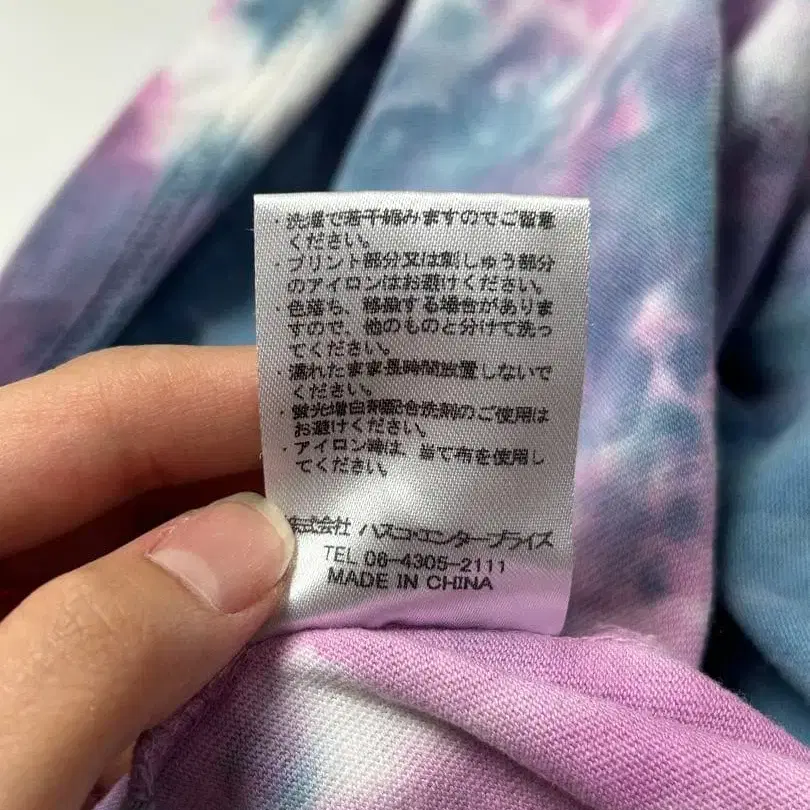 ・洗濯で若干縮みますのでご留意
ください。
・プリント部分又は刺しゅう部分
のアイロンはお避けください。
・色落ち、移染する場合がありま
すので、他のものと分けて洗っ
てください。
・濡れたまま長時間放置しないで
ください。
・蛍光増白剤配合洗剤のご使用は
お避けください。
・アイロン時は、当て布を使用し
てください。
株式会社 ハスコ・エンタープライズ
TEL 06-4305-2111
MADE IN CHINA